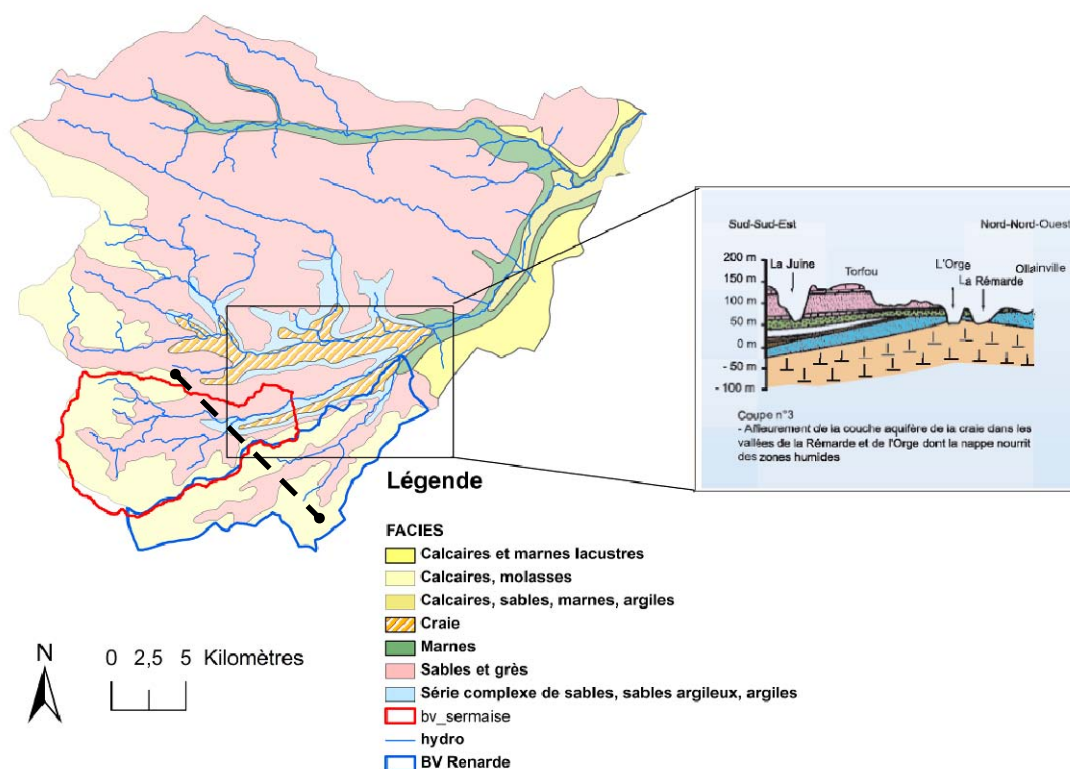 Sud-Sud-Est
Nord-Nord-Ouest
200 m
150 m
100 m
50 m
0 m
- 50 m
- 100 m
La Juine
Torfou
L'Orge
La Rémarde
Ollainville
Coupe n°3
- Affleurement de la couche aquifère de la craie dans les
vallées de la Rémarde et de l'Orge dont la nappe nourrit
des zones humides
Légende
FACIES
Calcaires et marnes lacustres
Calcaires, molasses
Calcaires, sables, marnes, argiles
Craie
Marnes
Sables et grès
Série complexe de sables, sables argileux, argiles
bv_sermaise
hydro
BV Renarde
N
0 2,5 5 Kilomètres